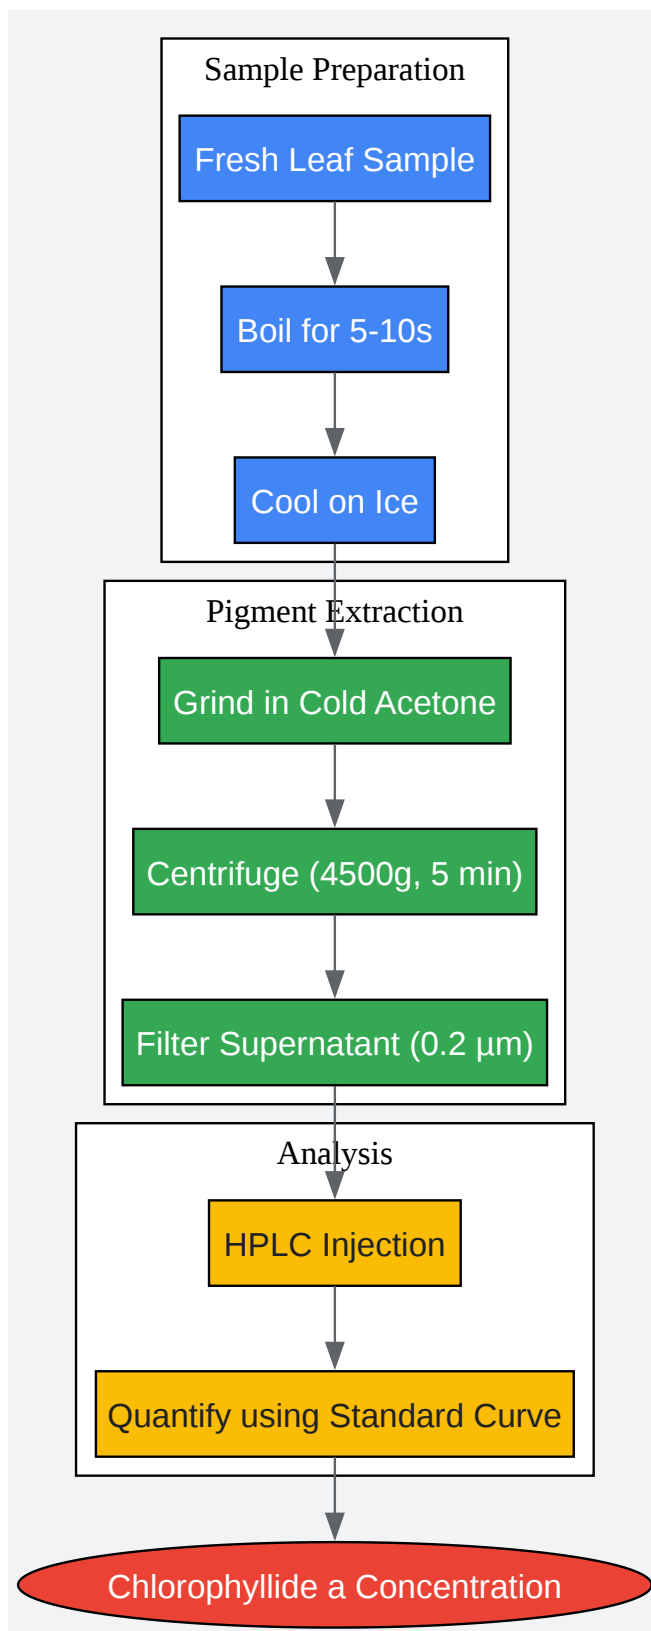 Sample Preparation
Fresh Leaf Sample
Boil for 5-10s
Cool on Ice
Pigment Extraction
Grind in Cold Acetone
Centrifuge (4500g, 5 min)
Filter Supernatant (0.2 µm)
Analysis
HPLC Injection
Quantify using Standard Curve
Chlorophyllide a Concentration